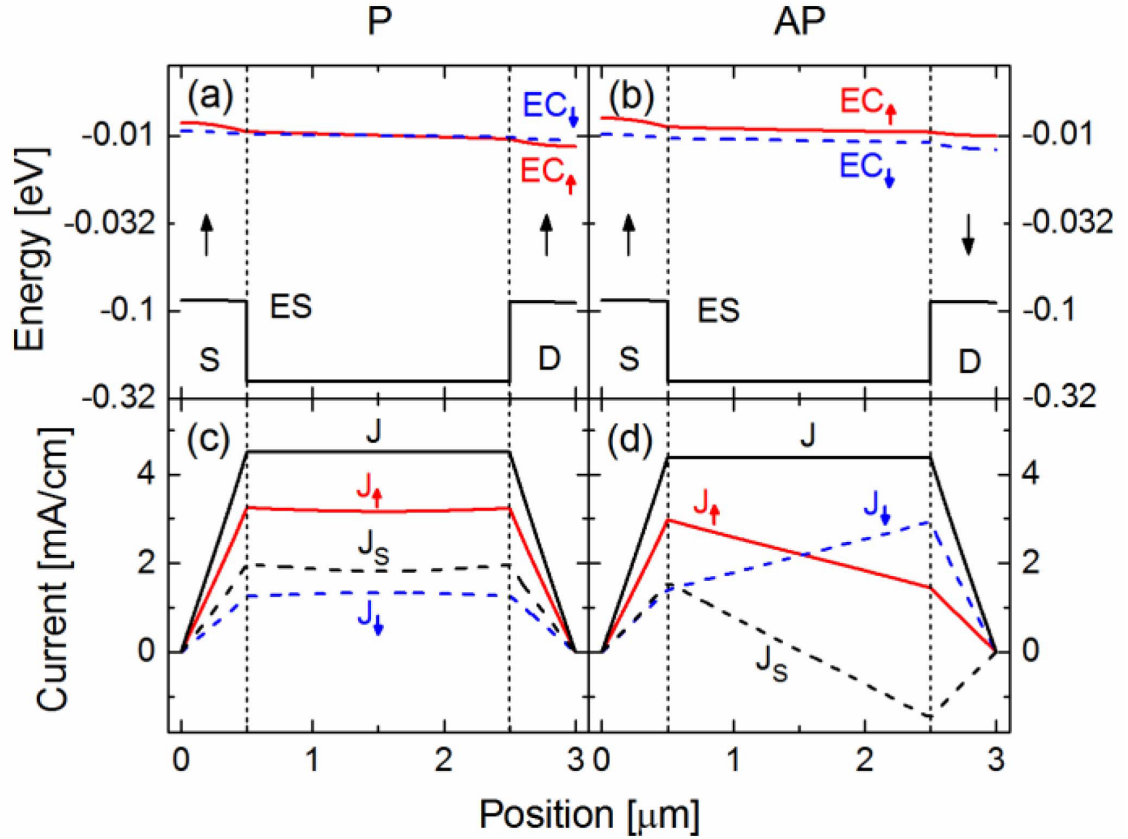 P AP
(a) (b)
EC↓ EC↑
-0.01 -0.01
EC↑ EC↓
Energy [eV]
-0.032 -0.032
ES ES
-0.1 -0.1
S D S D
-0.32 -0.32
(c) (d)
J J
4 4
J↑ J↑ J↓
Current [mA/cm]
JS
2 2
J↓
JS
0 0
0 1 2 3 0 1 2 3
Position [μm]